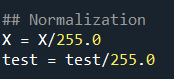 ## Normalization
X = X/255.0
test = test/255.0